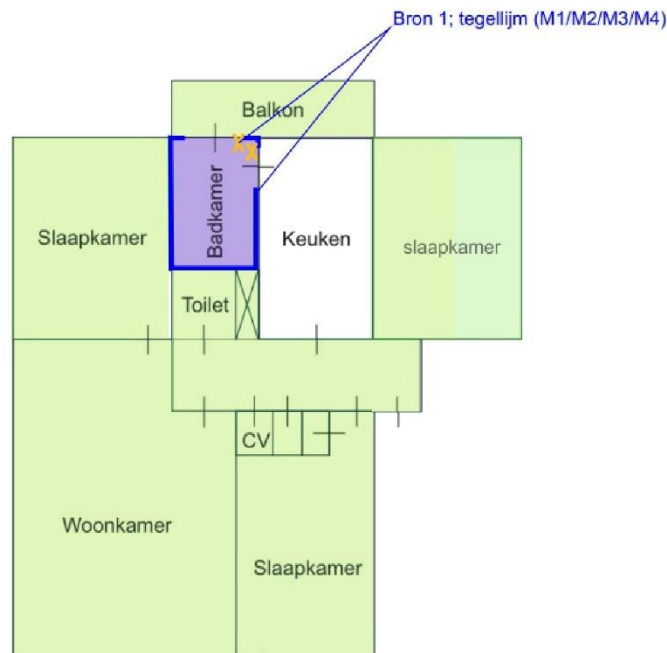 Bron 1; tegellijm (M1/M2/M3/M4)
Balkon
Slaapkamer
Badkamer
Keuken
slaapkamer
Toilet
CV
Woonkamer
Slaapkamer